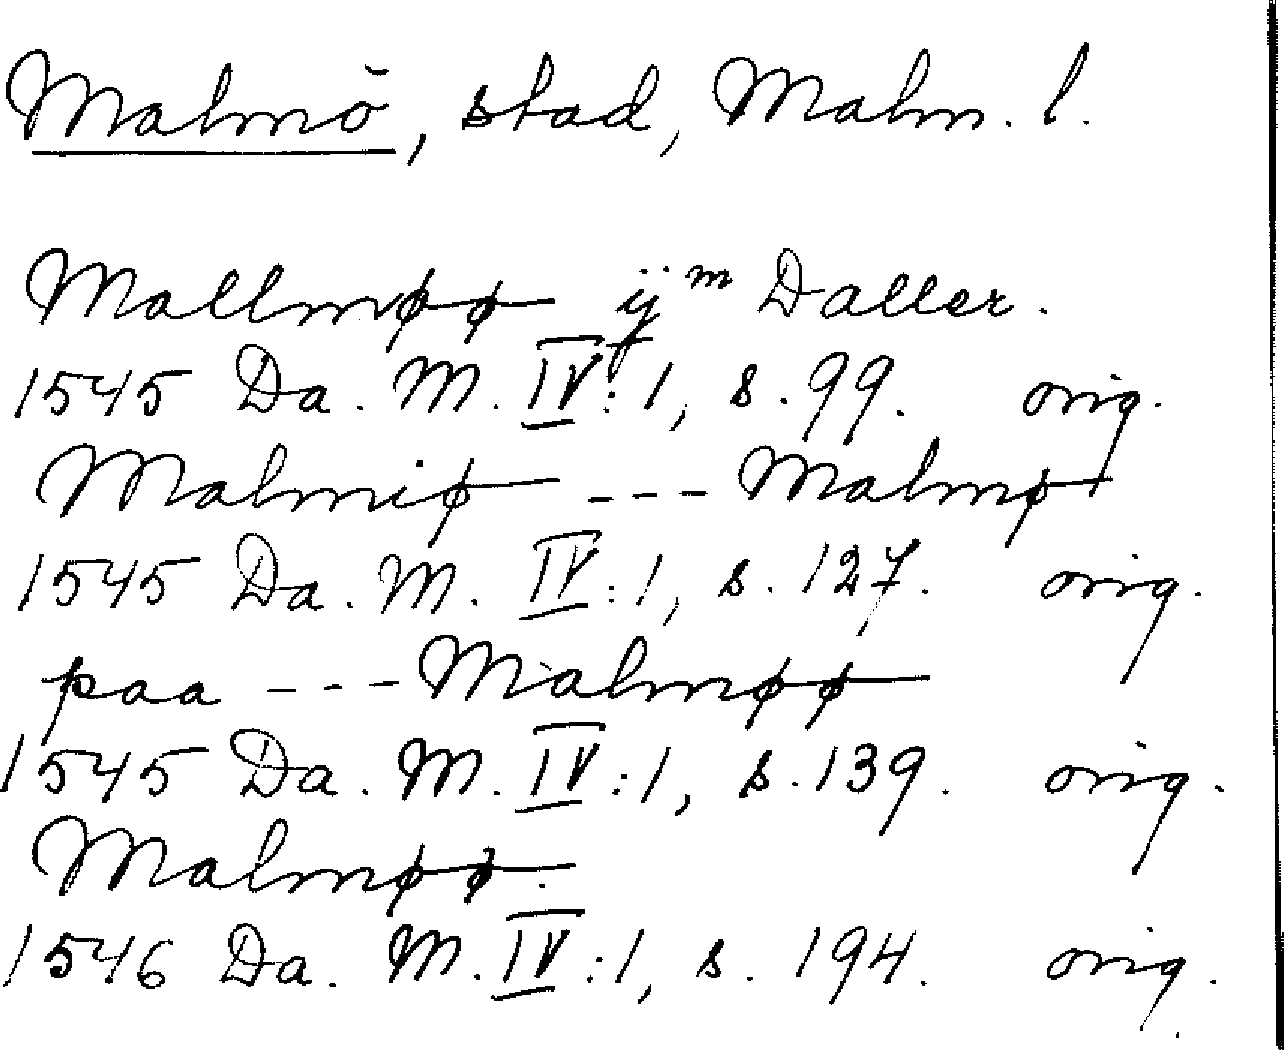 Malmö, stad, Malm. l.
Mallmøø ij^m Daller.
1545 Da. M. IV:1, s. 99. orig.
Malmiø --- Malmø
1545 Da. M. IV:1, s. 127. orig.
paa --- Malmøø
1545 Da. M. IV:1, s. 139. orig.
Malmøø.
1546 Da. M. IV:1, s. 194. orig.